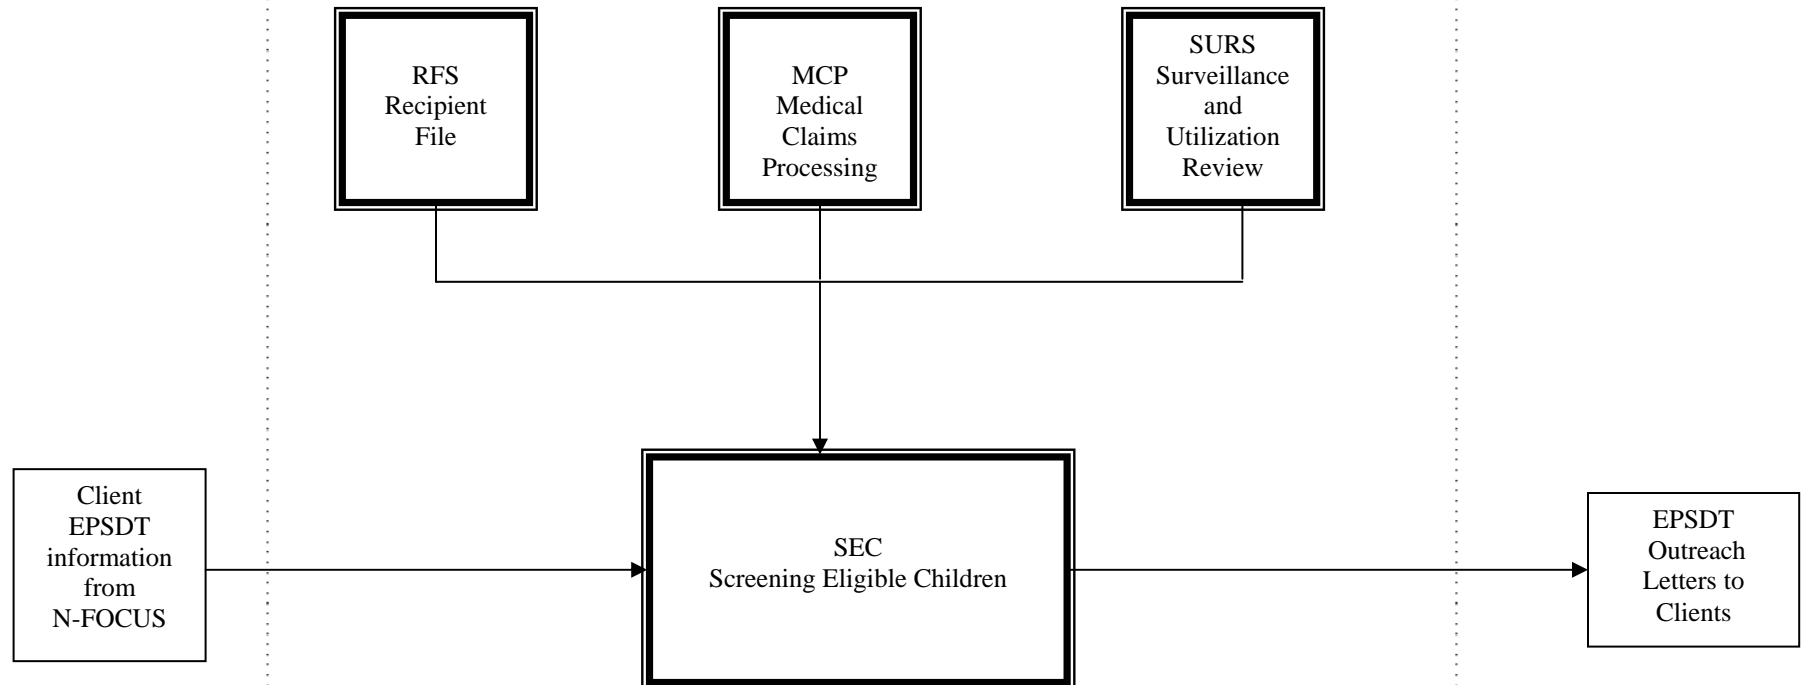 RFS
Recipient
File
MCP
Medical
Claims
Processing
SURS
Surveillance
and
Utilization
Review
Client
EPSDT
information
from
N-FOCUS
SEC
Screening Eligible Children
EPSDT
Outreach
Letters to
Clients